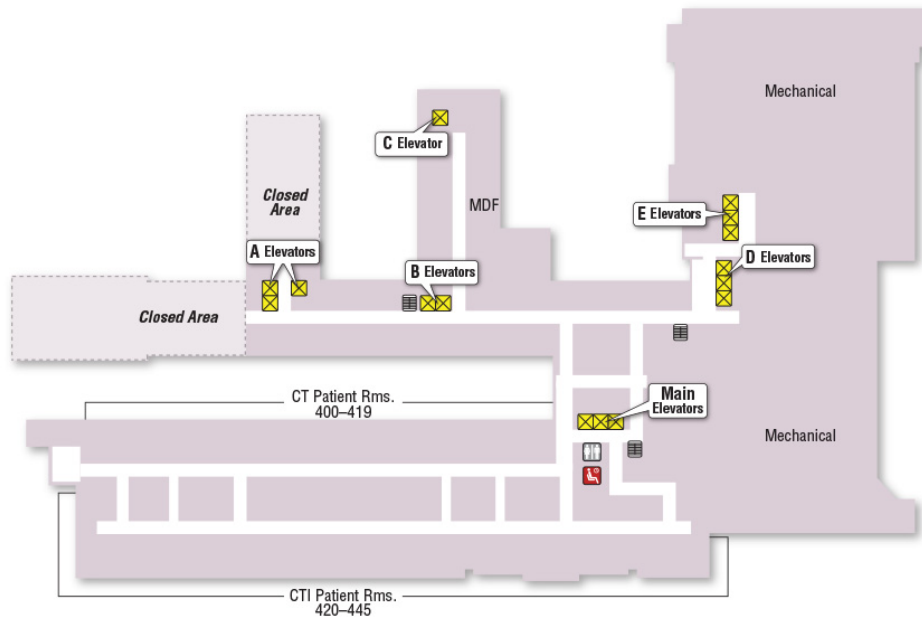 Mechanical
C Elevator
Closed
Area
MDF
E Elevators
A Elevators
B Elevators
D Elevators
Closed Area
CT Patient Rms.
400–419
Main
Elevators
Mechanical
CTI Patient Rms.
420–445